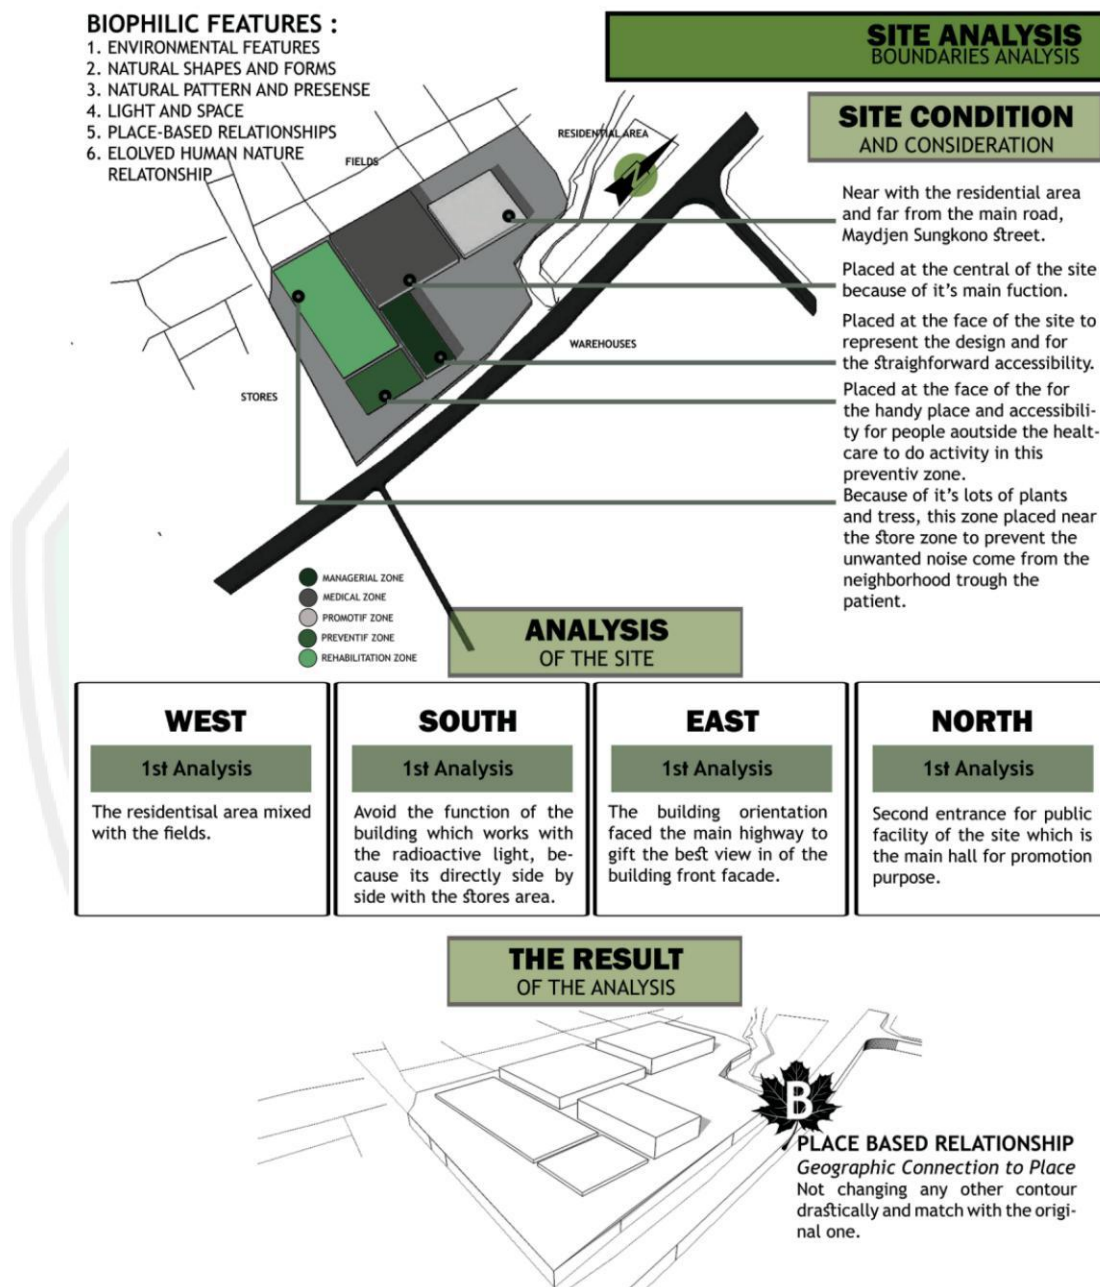 BIOPHILIC FEATURES :
1. ENVIRONMENTAL FEATURES
2. NATURAL SHAPES AND FORMS
3. NATURAL PATTERN AND PRESENSE
4. LIGHT AND SPACE
5. PLACE-BASED RELATIONSHIPS
6. ELOLVED HUMAN NATURE
RELATONSHIP
SITE ANALYSIS
BOUNDARIES ANALYSIS
SITE CONDITION
AND CONSIDERATION
RESIDENTIAL AREA
FIELDS
N
WAREHOUSES
STORES
Near with the residential area
and far from the main road,
Maydjen Sungkono street.
Placed at the central of the site
because of it's main fuction.
Placed at the face of the site to
represent the design and for
the straighforward accessibility.
Placed at the face of the for
the handy place and accessibili-
ty for people aoutside the healt-
care to do activity in this
preventiv zone.
Because of it's lots of plants
and tress, this zone placed near
the store zone to prevent the
unwanted noise come from the
neighborhood trough the
patient.
MANAGERIAL ZONE
MEDICAL ZONE
PROMOTIF ZONE
PREVENTIF ZONE
REHABILITATION ZONE
ANALYSIS
OF THE SITE
WEST
1st Analysis
The residentisal area mixed
with the fields.
SOUTH
1st Analysis
Avoid the function of the
building which works with
the radioactive light, be-
cause its directly side by
side with the stores area.
EAST
1st Analysis
The building orientation
faced the main highway to
gift the best view in of the
building front facade.
NORTH
1st Analysis
Second entrance for public
facility of the site which is
the main hall for promotion
purpose.
THE RESULT
OF THE ANALYSIS
B
PLACE BASED RELATIONSHIP
Geographic Connection to Place
Not changing any other contour
drastically and match with the origi-
nal one.